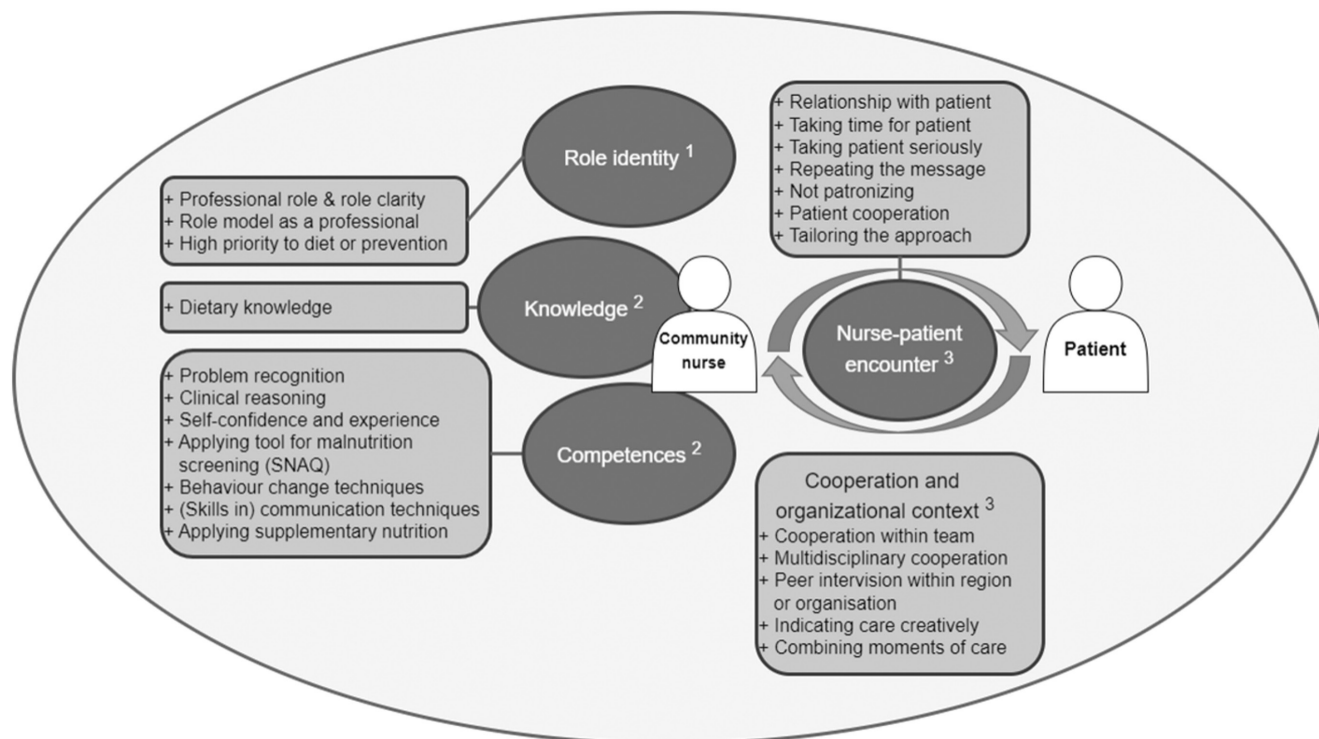 Role identity 1
+ Professional role & role clarity
+ Role model as a professional
+ High priority to diet or prevention
Knowledge 2
+ Dietary knowledge
Competences 2
+ Problem recognition
+ Clinical reasoning
+ Self-confidence and experience
+ Applying tool for malnutrition
screening (SNAQ)
+ Behaviour change techniques
+ (Skills in) communication techniques
+ Applying supplementary nutrition
Community
nurse
+ Relationship with patient
+ Taking time for patient
+ Taking patient seriously
+ Repeating the message
+ Not patronizing
+ Patient cooperation
+ Tailoring the approach
Nurse-patient
encounter 3
Patient
Cooperation and
organizational context 3
+ Cooperation within team
+ Multidisciplinary cooperation
+ Peer intervision within region
or organisation
+ Indicating care creatively
+ Combining moments of care